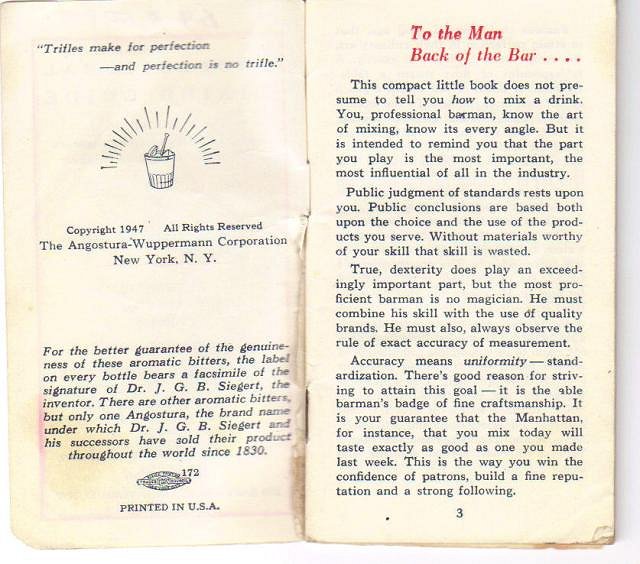 "Trifles make for perfection
—and perfection is no trifle."
Copyright 1947 All Rights Reserved
The Angostura-Wuppermann Corporation
New York, N. Y.
For the better guarantee of the genuine-
ness of these aromatic bitters, the label
on every bottle bears a facsimile of the
signature of Dr. J. G. B. Siegert, the
inventor. There are other aromatic bitters,
but only one Angostura, the brand name
under which Dr. J. G. B. Siegert and
his successors have sold their product
throughout the world since 1830.
172
PRINTED IN U.S.A.
To the Man
Back of the Bar . . . .
This compact little book does not pre-
sume to tell you how to mix a drink.
You, professional barman, know the art
of mixing, know its every angle. But it
is intended to remind you that the part
you play is the most important, the
most influential of all in the industry.
Public judgment of standards rests upon
you. Public conclusions are based both
upon the choice and the use of the prod-
ucts you serve. Without materials worthy
of your skill that skill is wasted.
True, dexterity does play an exceed-
ingly important part, but the most pro-
ficient barman is no magician. He must
combine his skill with the use of quality
brands. He must also, always observe the
rule of exact accuracy of measurement.
Accuracy means uniformity — stand-
ardization. There's good reason for striv-
ing to attain this goal — it is the able
barman's badge of fine craftsmanship. It
is your guarantee that the Manhattan,
for instance, that you mix today will
taste exactly as good as one you made
last week. This is the way you win the
confidence of patrons, build a fine repu-
tation and a strong following.
3